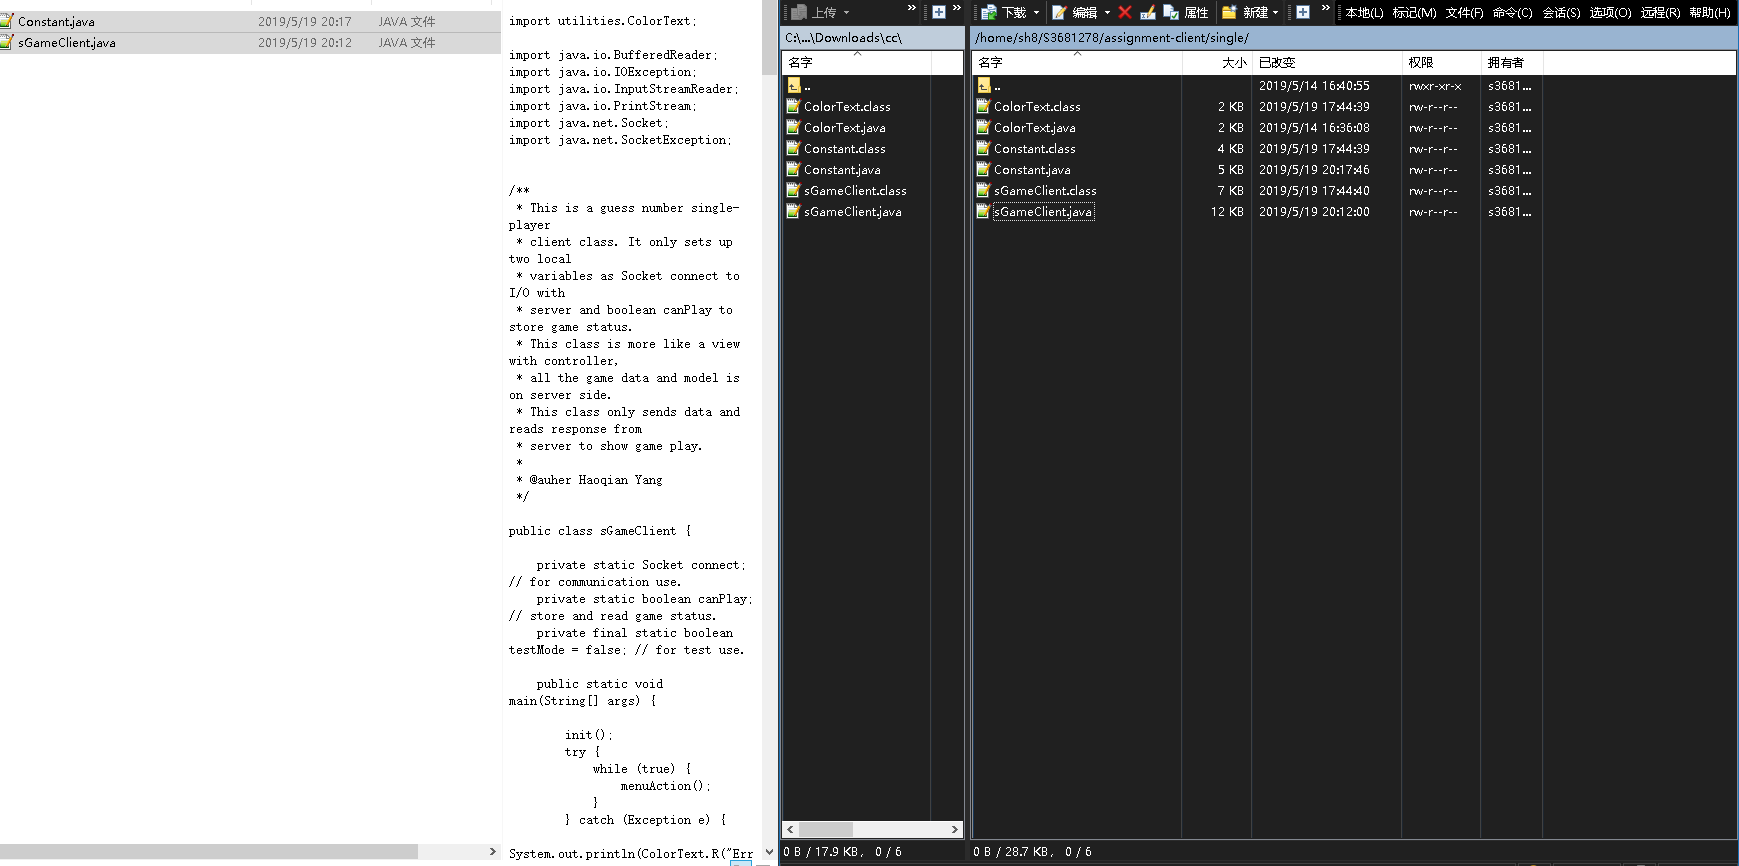 Constant.java 2019/5/19 20:17 JAVA 文件
sGameClient.java 2019/5/19 20:12 JAVA 文件
import utilities.ColorText;
import java.io.BufferedReader;
import java.io.IOException;
import java.io.InputStreamReader;
import java.io.PrintStream;
import java.net.Socket;
import java.net.SocketException;
/**
* This is a guess number single-
player
* client class. It only sets up
two local
* variables as Socket connect to
I/O with
* server and boolean canPlay to
store game status.
* This class is more like a view
with controller,
* all the game data and model is
on server side.
* This class only sends data and
reads response from
* server to show game play.
*
* @auher Haoqian Yang
*/
public class sGameClient {
private static Socket connect;
// for communication use.
private static boolean canPlay;
// store and read game status.
private final static boolean
testMode = false; // for test use.
public static void
main(String[] args) {
init();
try {
while (true) {
menuAction();
}
} catch (Exception e) {
System.out.println(ColorText.R("Err
上传 »  »
C:\...\Downloads\cc\
名字
..
ColorText.class
ColorText.java
Constant.class
Constant.java
sGameClient.class
sGameClient.java
0 B / 17.9 KB,  0 / 6
下载 编辑 属性 新建 » 本地(L) 标记(M) 文件(F) 命令(C) 会话(S) 选项(O) 远程(R) 帮助(H)
/home/sh8/S3681278/assignment-client/single/
名字 大小 已改变 权限 拥有者
.. 2019/5/14 16:40:55 rwxr-xr-x s3681...
ColorText.class 2 KB 2019/5/19 17:44:39 rw-r--r-- s3681...
ColorText.java 2 KB 2019/5/14 16:36:08 rw-r--r-- s3681...
Constant.class 4 KB 2019/5/19 17:44:39 rw-r--r-- s3681...
Constant.java 5 KB 2019/5/19 20:17:46 rw-r--r-- s3681...
sGameClient.class 7 KB 2019/5/19 17:44:40 rw-r--r-- s3681...
sGameClient.java 12 KB 2019/5/19 20:12:00 rw-r--r-- s3681...
0 B / 28.7 KB,  0 / 6